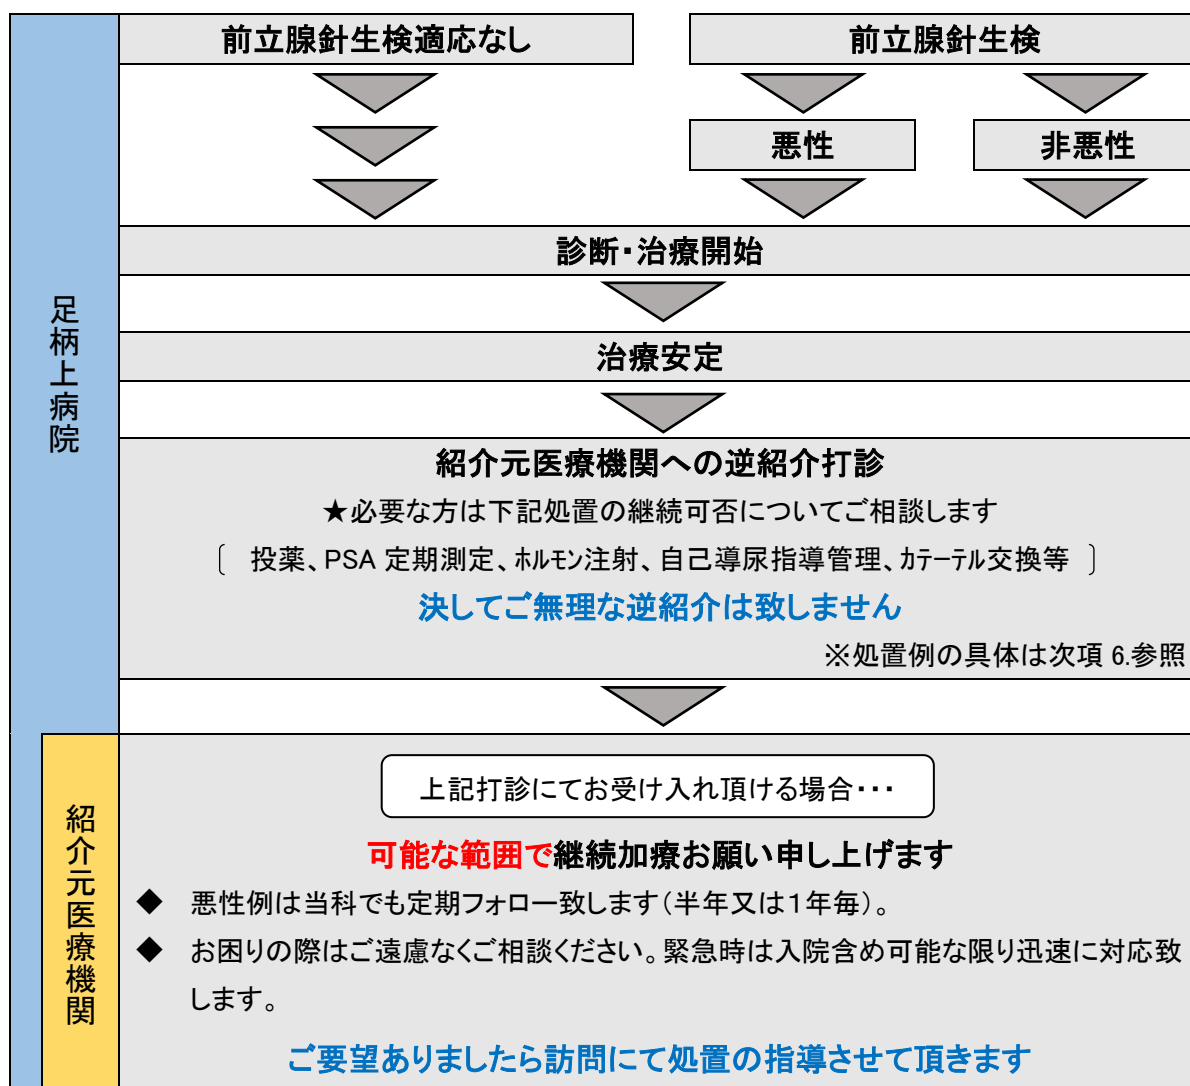 足柄上病院
前立腺針生検適応なし
前立腺針生検
悪性
非悪性
診断・治療開始
治療安定
紹介元医療機関への逆紹介打診
★必要な方は下記処置の継続可否についてご相談します
〔 投薬、PSA 定期測定、ﾎﾙﾓﾝ注射、自己導尿指導管理、ｶﾃｰﾃﾙ交換等 〕
決してご無理な逆紹介は致しません
※処置例の具体は次項 6.参照
紹介元医療機関
上記打診にてお受け入れ頂ける場合・・・
可能な範囲で継続加療お願い申し上げます
◆ 悪性例は当科でも定期フォロー致します（半年又は１年毎）。
◆ お困りの際はご遠慮なくご相談ください。緊急時は入院含め可能な限り迅速に対応致
します。
ご要望ありましたら訪問にて処置の指導させて頂きます